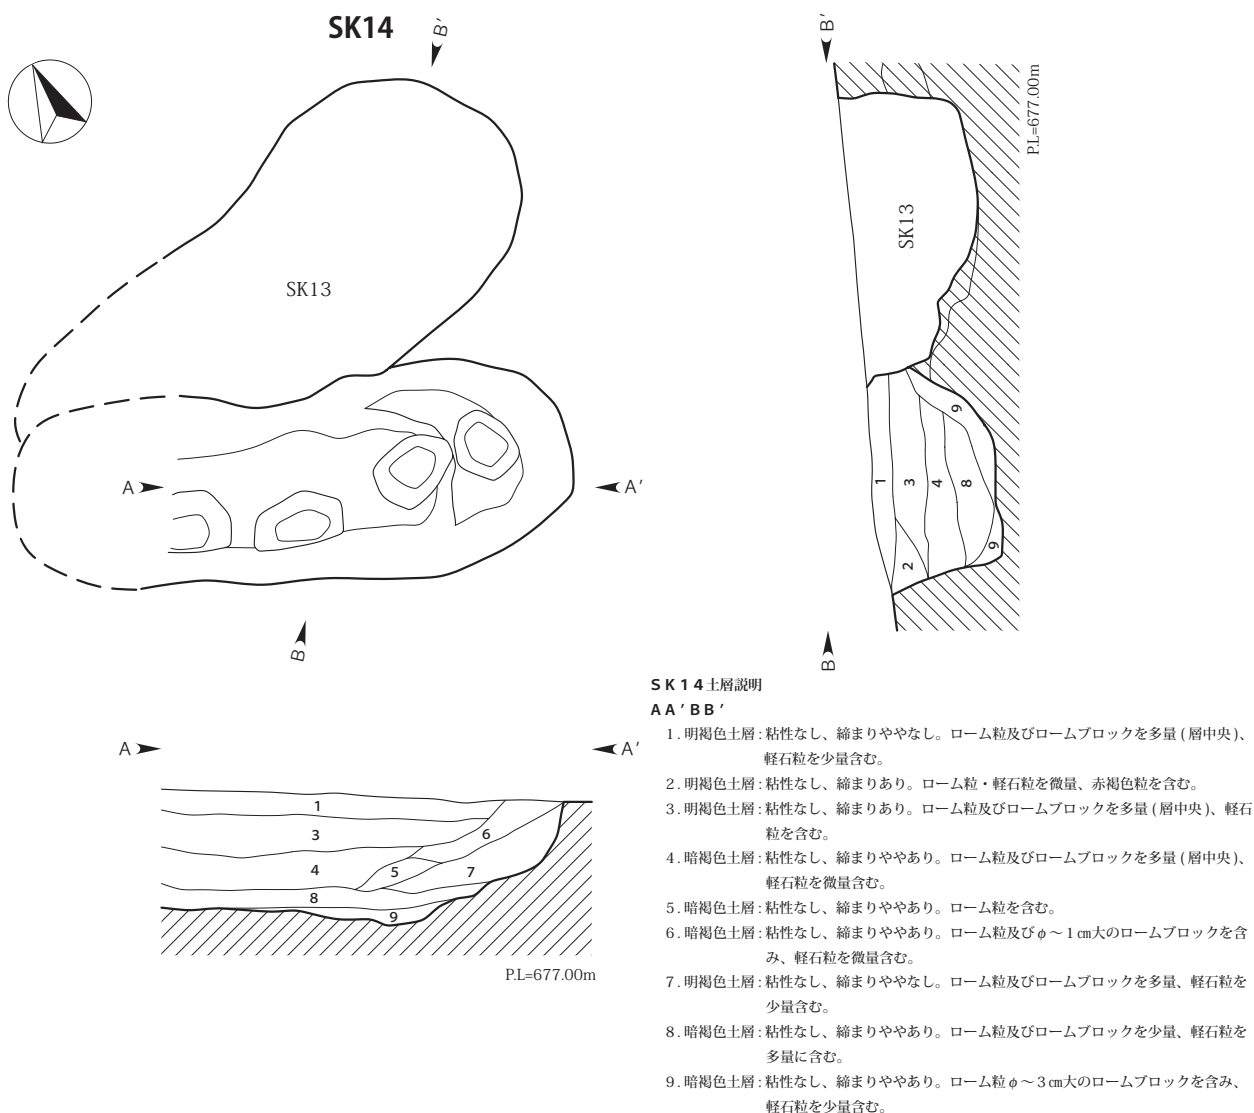 SK14
B'
SK13
A
A'
B
A
A'
1
3
4
5
6
7
8
9
P.L=677.00m
B'
P.L=677.00m
SK13
1
3
4
8
9
2
9
B
SK14土層説明
AA'BB'
1. 明褐色土層:粘性なし、締まりややなし。ローム粒及びロームブロックを多量(層中央)、
軽石粒を少量含む。
2. 明褐色土層:粘性なし、締まりあり。ローム粒・軽石粒を微量、赤褐色粒を含む。
3. 明褐色土層:粘性なし、締まりあり。ローム粒及びロームブロックを多量(層中央)、軽石
粒を含む。
4. 暗褐色土層:粘性なし、締まりややあり。ローム粒及びロームブロックを多量(層中央)、
軽石粒を微量含む。
5. 暗褐色土層:粘性なし、締まりややあり。ローム粒を含む。
6. 暗褐色土層:粘性なし、締まりややあり。ローム粒及びφ～1㎝大のロームブロックを含
み、軽石粒を微量含む。
7. 明褐色土層:粘性なし、締まりややなし。ローム粒及びロームブロックを多量、軽石粒を
少量含む。
8. 暗褐色土層:粘性なし、締まりややあり。ローム粒及びロームブロックを少量、軽石粒を
多量に含む。
9. 暗褐色土層:粘性なし、締まりややあり。ローム粒φ～3㎝大のロームブロックを含み、
軽石粒を少量含む。